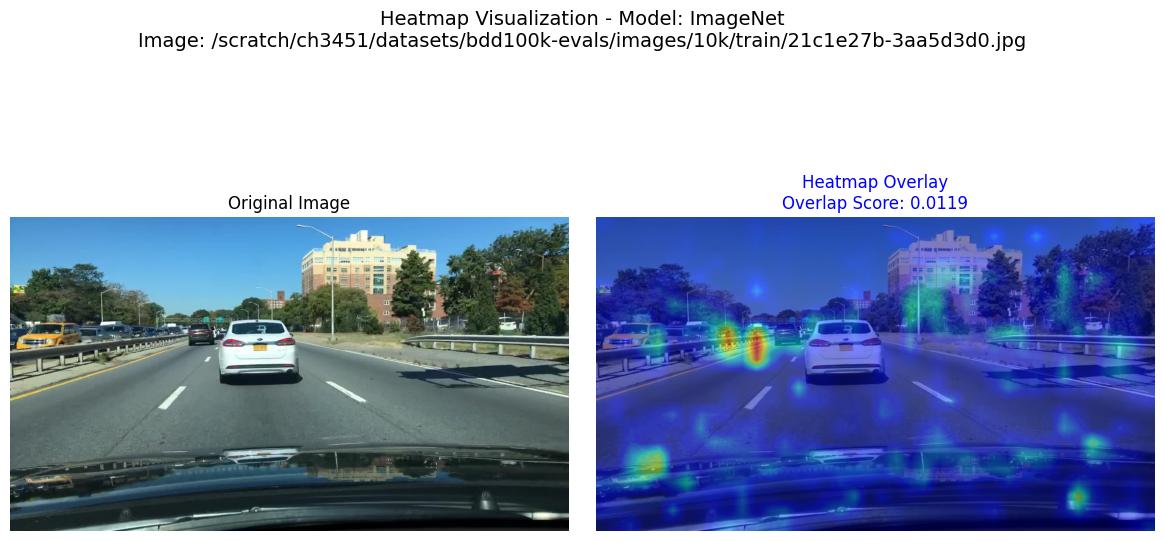 Heatmap Visualization - Model: ImageNet
Image: /scratch/ch3451/datasets/bdd100k-evals/images/10k/train/21c1e27b-3aa5d3d0.jpg
Original Image
Heatmap Overlay
Overlap Score: 0.0119